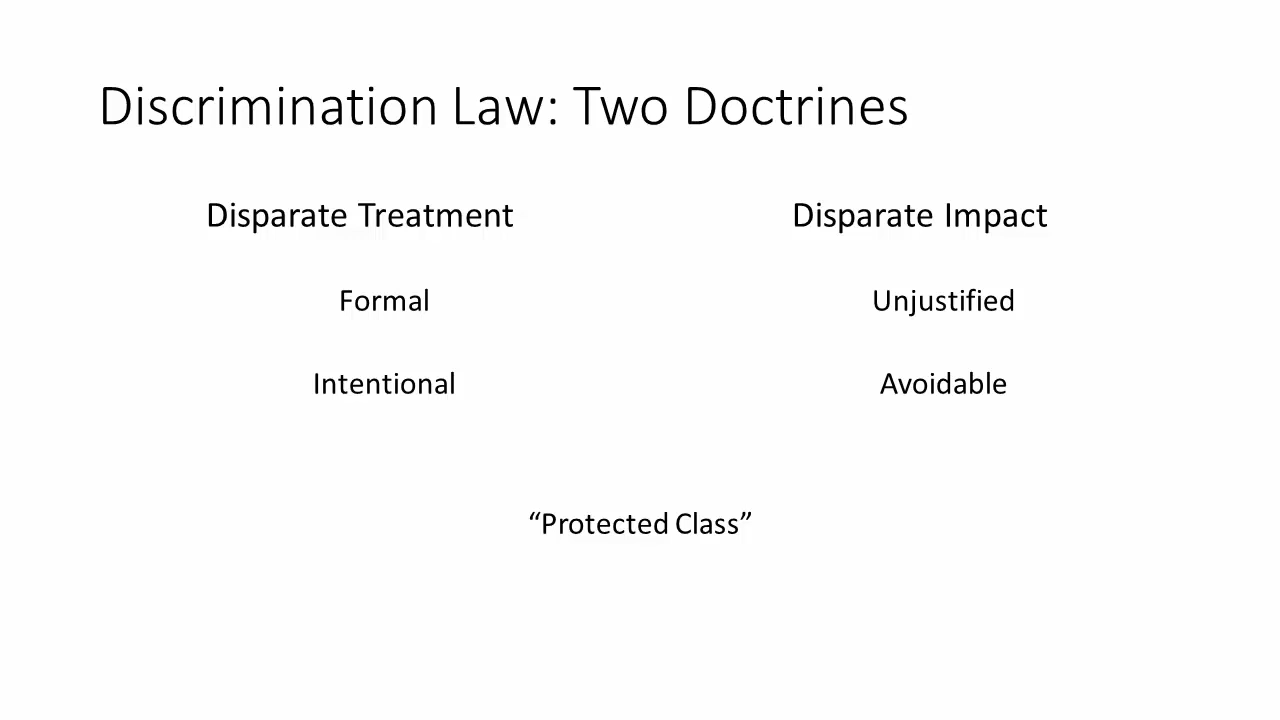 Discrimination Law: Two Doctrines
Disparate Treatment
Formal
Intentional
Disparate Impact
Unjustified
Avoidable
“Protected Class”